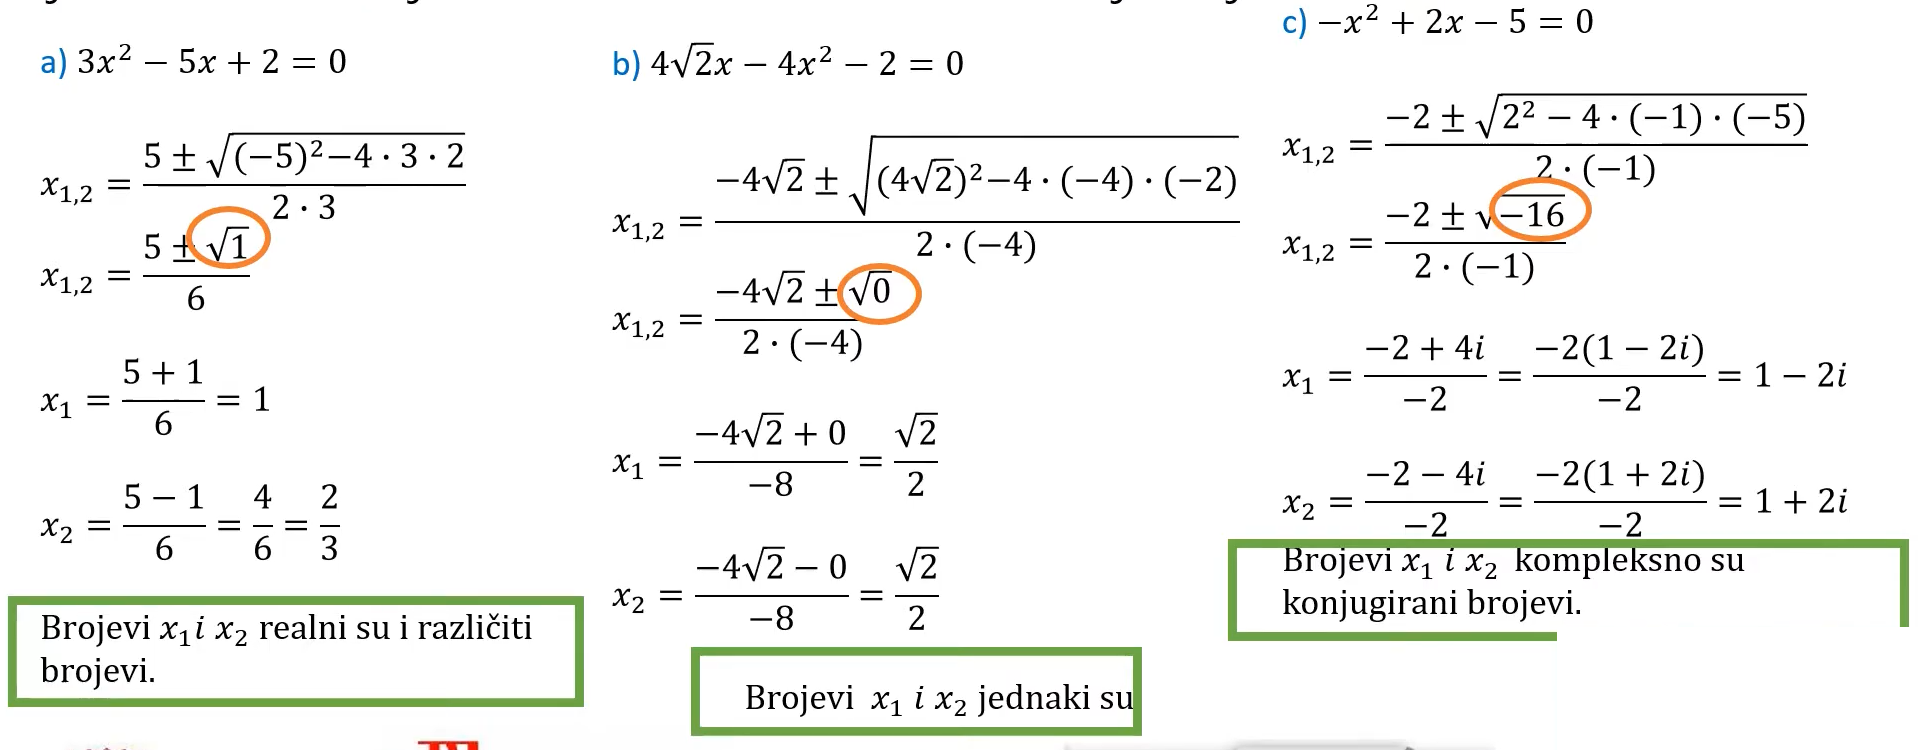 a) 3x² − 5x + 2 = 0
x₁,₂ = (5 ± √((−5)²−4 · 3 · 2)) / (2 · 3)
x₁,₂ = (5 ± √1) / 6
x₁ = (5 + 1) / 6 = 1
x₂ = (5 − 1) / 6 = 4/6 = 2/3
Brojevi x₁ i x₂ realni su i različiti
brojevi.
b) 4√2x − 4x² − 2 = 0
x₁,₂ = (−4√2 ± √((4√2)²−4 · (−4) · (−2))) / (2 · (−4))
x₁,₂ = (−4√2 ± √0) / (2 · (−4))
x₁ = (−4√2 + 0) / −8 = √2/2
x₂ = (−4√2 − 0) / −8 = √2/2
Brojevi x₁ i x₂ jednaki su
c) −x² + 2x − 5 = 0
x₁,₂ = (−2 ± √(2² − 4 · (−1) · (−5))) / (2 · (−1))
x₁,₂ = (−2 ± √−16) / (2 · (−1))
x₁ = (−2 + 4i) / −2 = −2(1 − 2i) / −2 = 1 − 2i
x₂ = (−2 − 4i) / −2 = −2(1 + 2i) / −2 = 1 + 2i
Brojevi x₁ i x₂ kompleksno su
konjugirani brojevi.